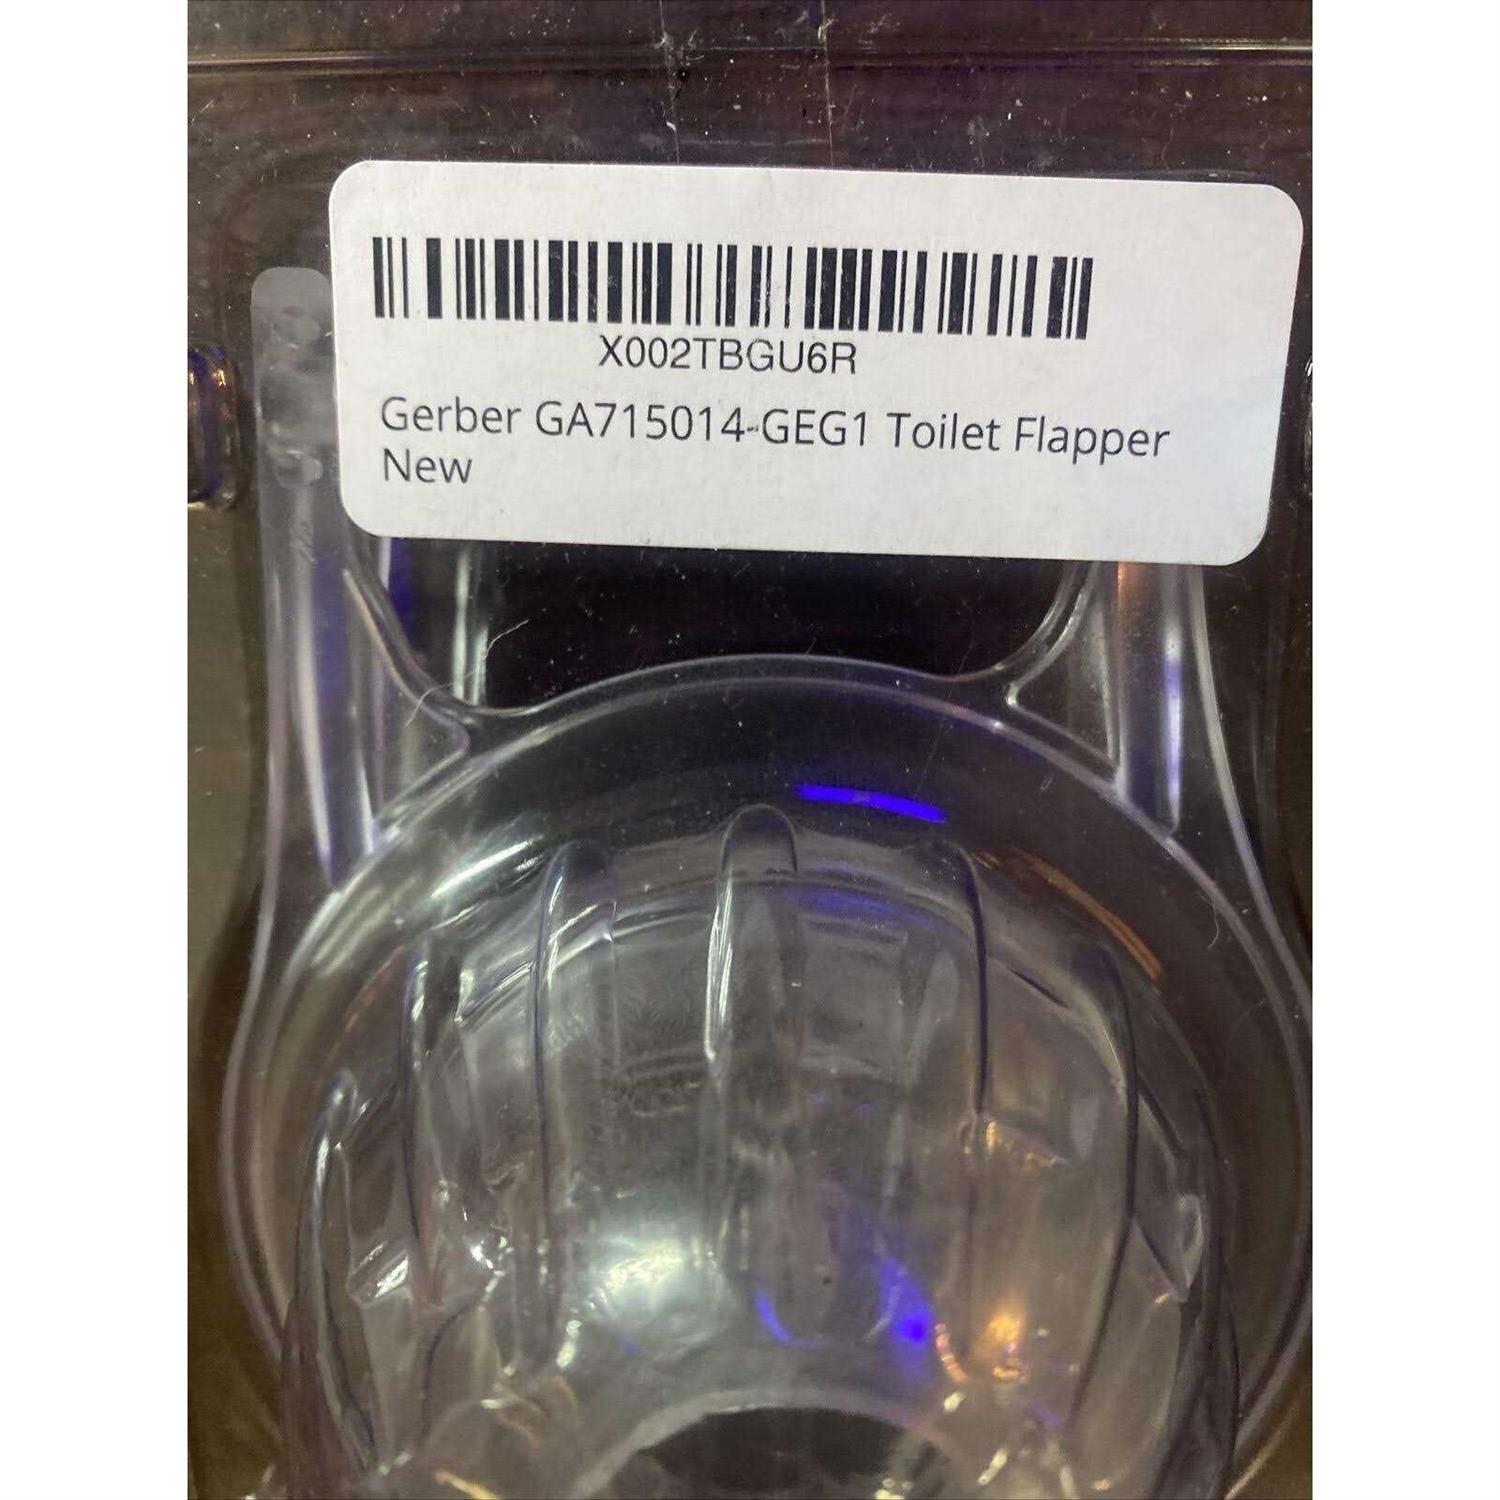 X002TBGU6R
Gerber GA715014-GEG1 Toilet Flapper
New